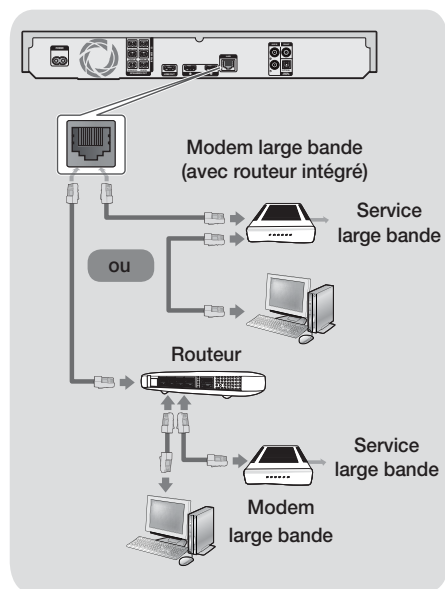 Modem large bande
(avec routeur intégré)
Service
large bande
ou
Routeur
Service
large bande
Modem
large bande